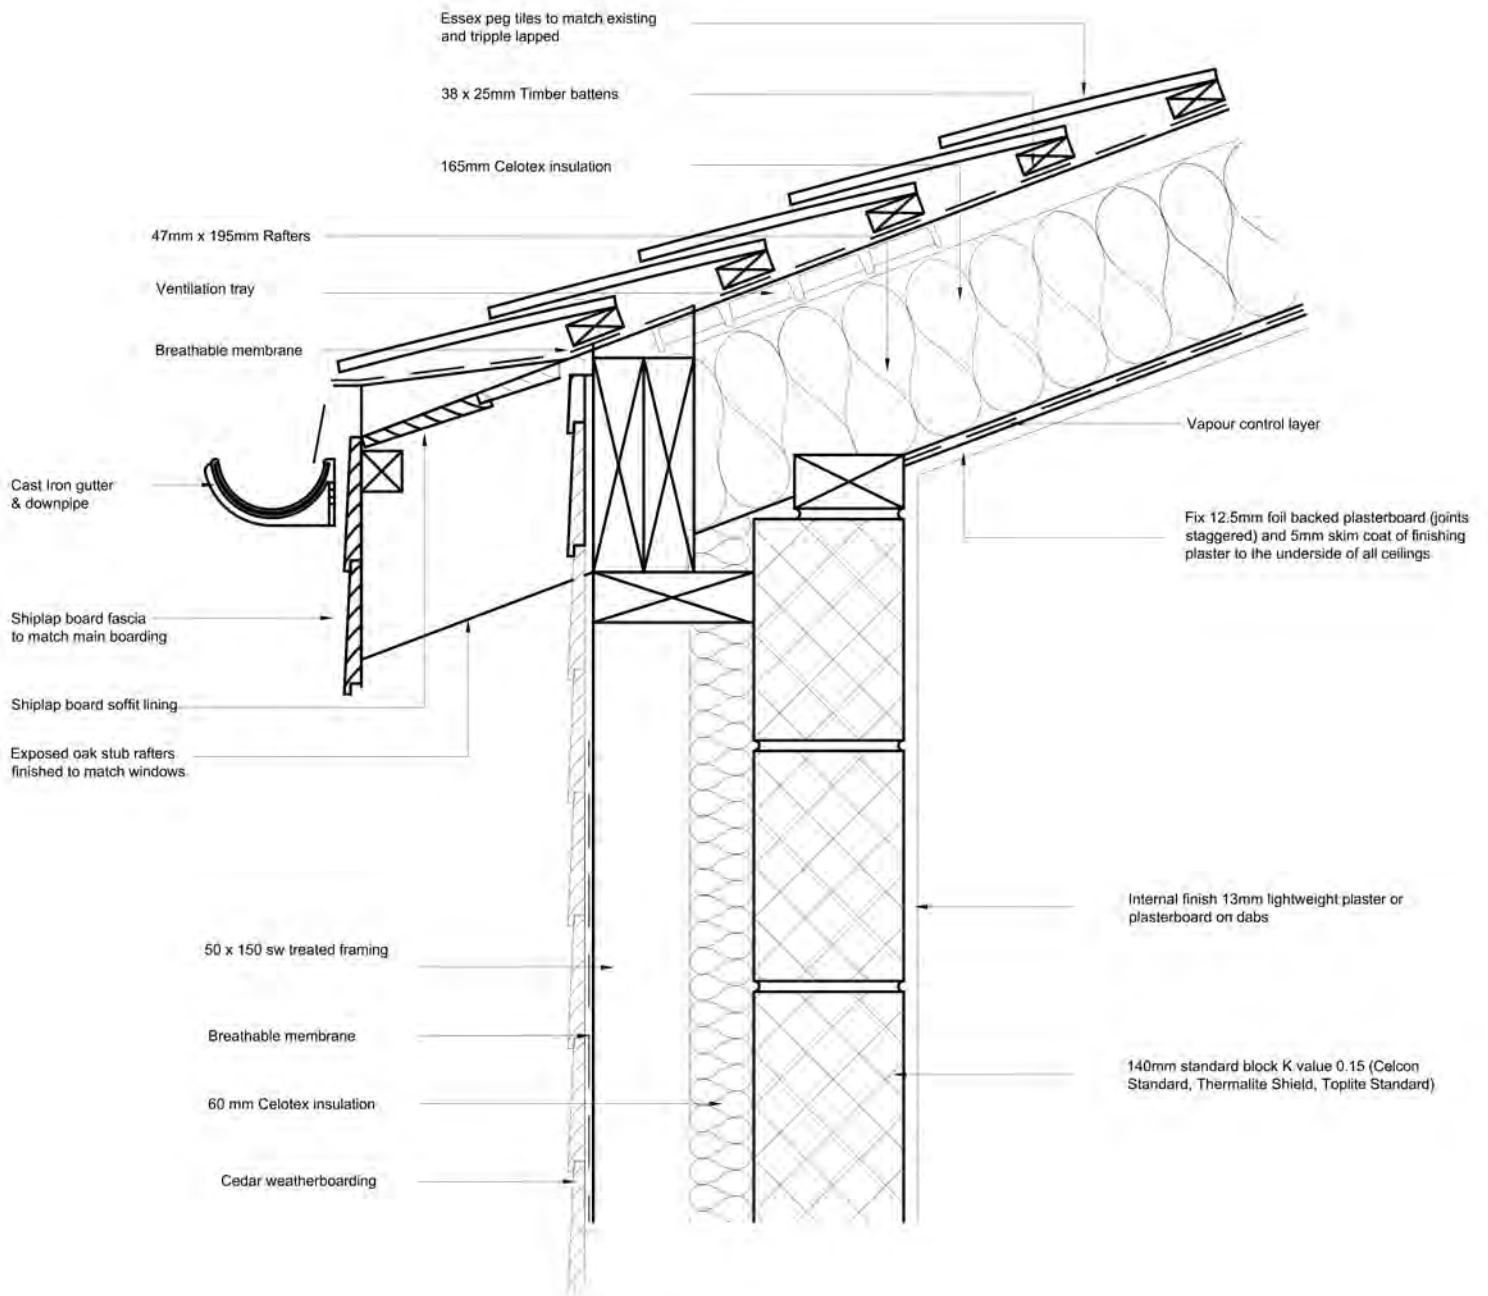 Essex peg tiles to match existing
and tripple lapped
38 x 25mm Timber battens
165mm Celotex insulation
47mm x 195mm Rafters
Ventilation tray
Breathable membrane
Vapour control layer
Cast Iron gutter
& downpipe
Fix 12.5mm foil backed plasterboard (joints
staggered) and 5mm skim coat of finishing
plaster to the underside of all ceilings
Shiplap board fascia
to match main boarding
Shiplap board soffit lining
Exposed oak stub rafters
finished to match windows
Internal finish 13mm lightweight plaster or
plasterboard on dabs
50 x 150 sw treated framing
Breathable membrane
140mm standard block K value 0.15 (Celcon
Standard, Thermalite Shield, Toplite Standard)
60 mm Celotex insulation
Cedar weatherboarding